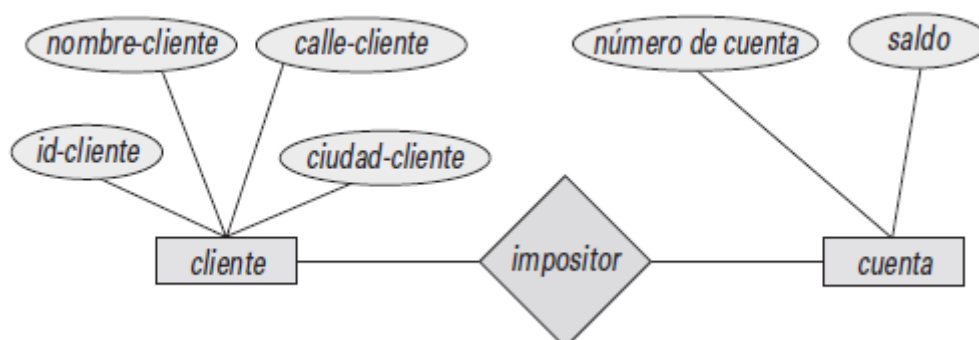 nombre-cliente
calle-cliente
número de cuenta
saldo
id-cliente
ciudad-cliente
cliente
impositor
cuenta